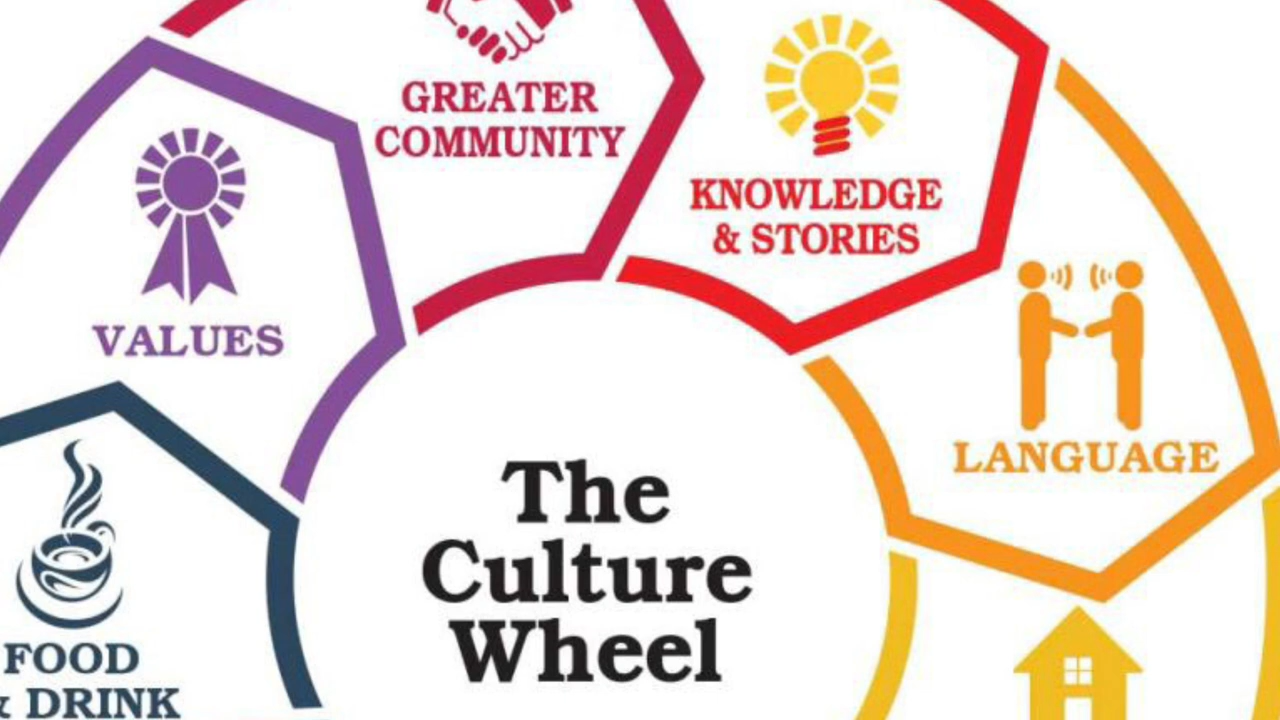 GREATER
COMMUNITY
KNOWLEDGE
& STORIES
VALUES
LANGUAGE
The
Culture
Wheel
FOOD
& DRINK